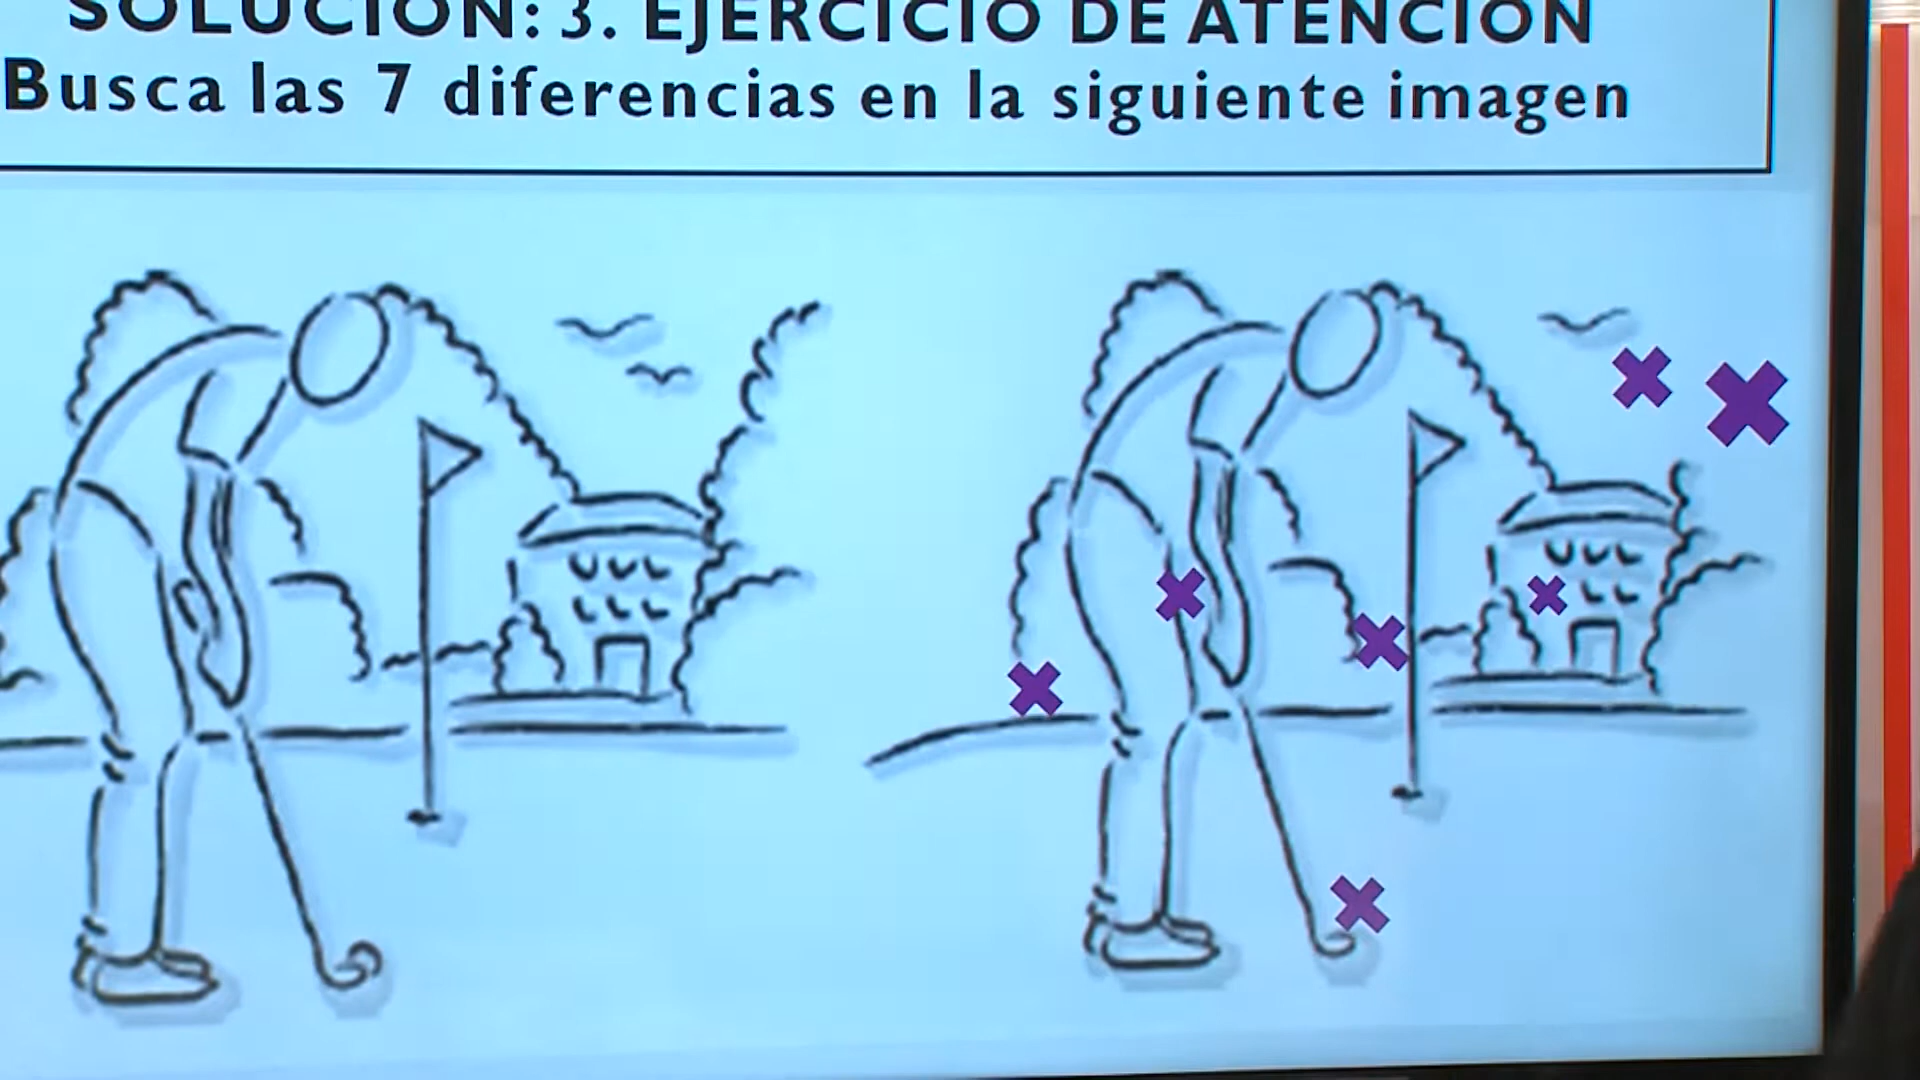 SOLUCIÓN: 3. EJERCICIO DE ATENCIÓN
Busca las 7 diferencias en la siguiente imagen